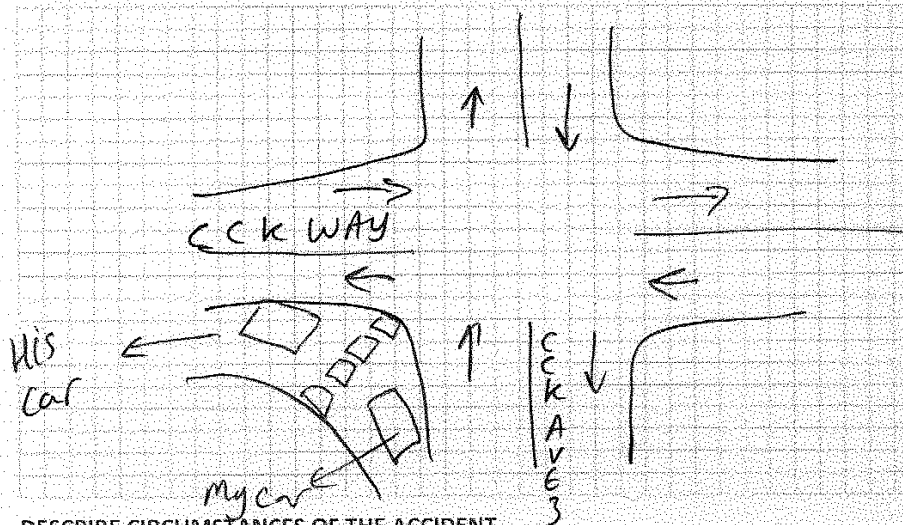 CCK WAY
His
car
CCK AVE 3
My car
DESCRIBE CIRCUMSTANCES OF THE ACCIDENT